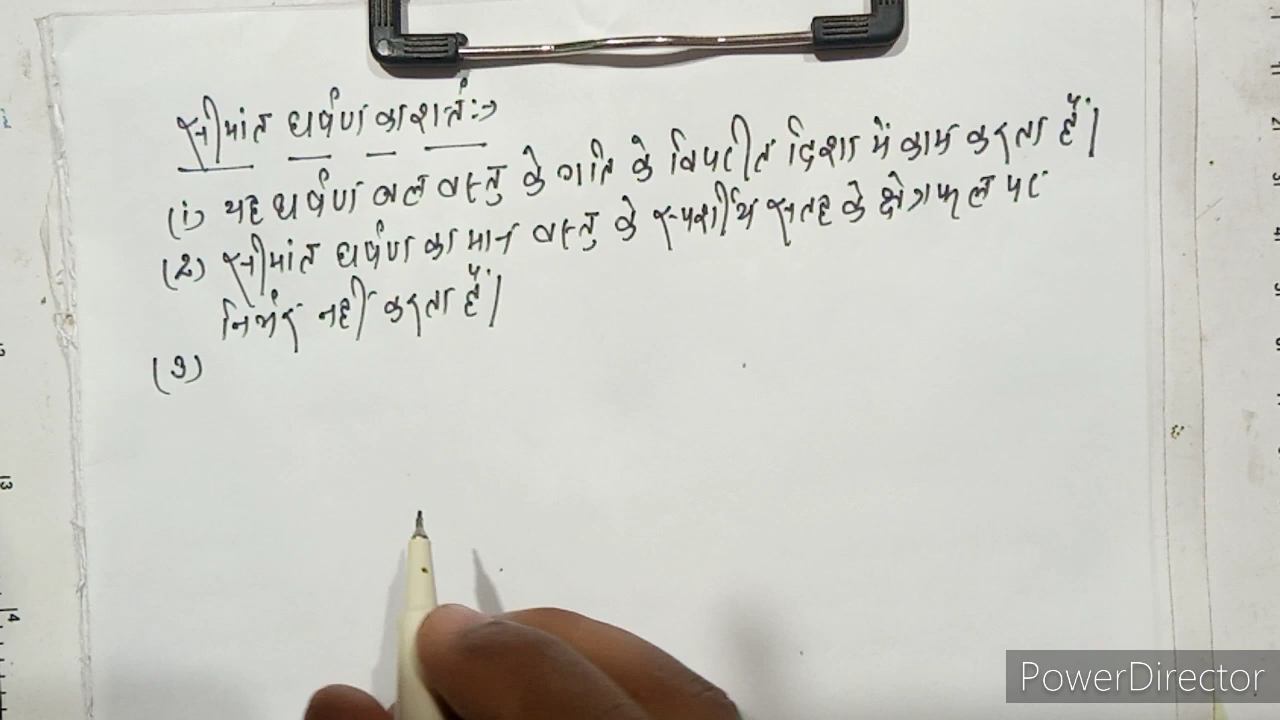 सीमांत घर्षण का शर्त:→
(i) यह घर्षण बल वस्तु के गति के विपरीत दिशा में काम करता हैं।
(2) सीमांत घर्षण का मान वस्तु के स्पर्शीय सतह के क्षेत्रफल पर
निर्भर नहीं करता हैं।
(3)
PowerDirector